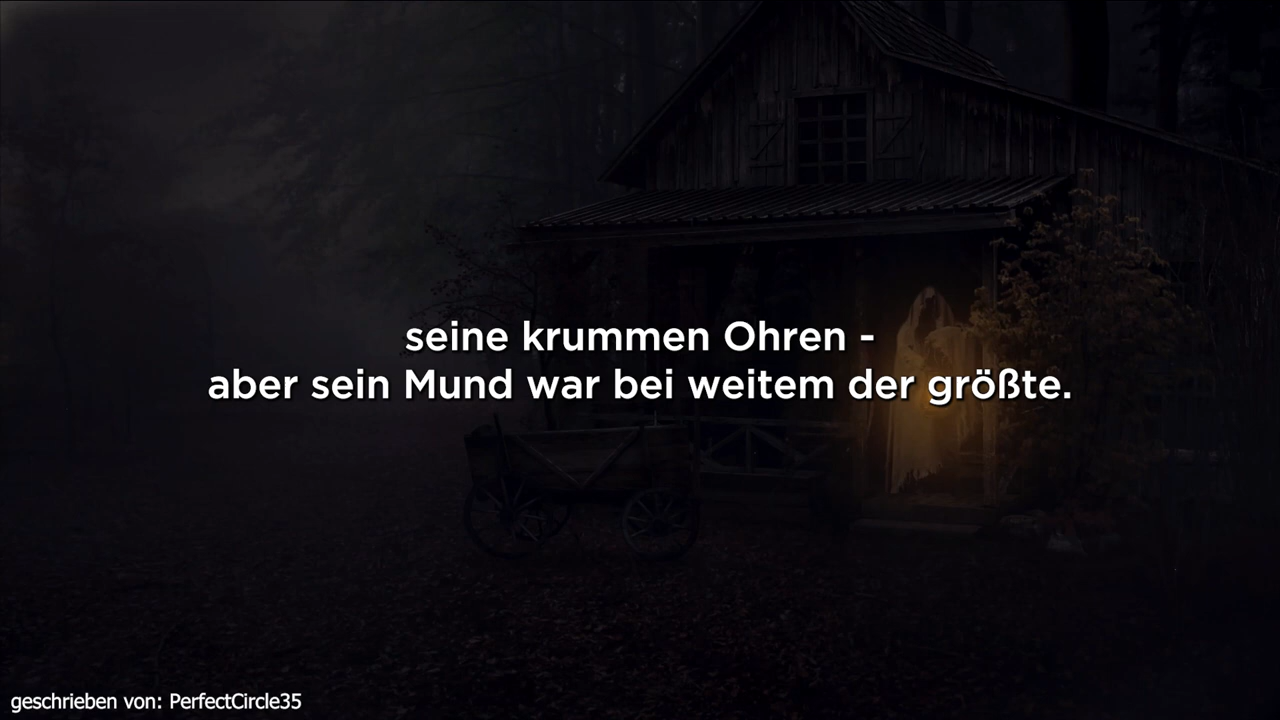 seine krummen Ohren -
aber sein Mund war bei weitem der größte.
geschrieben von: PerfectCircle35